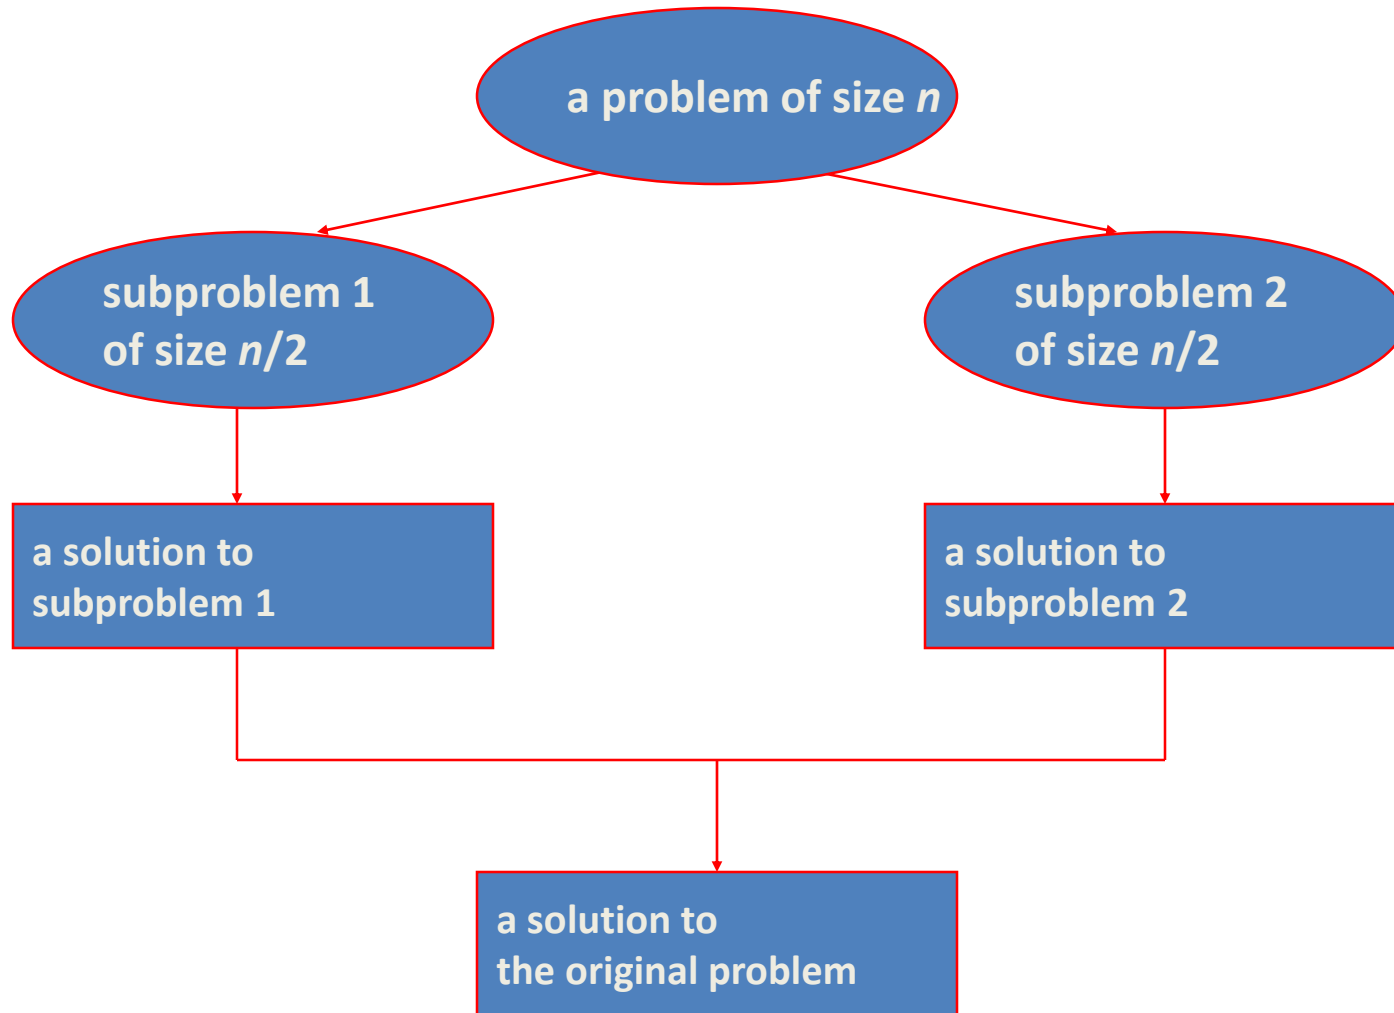 a problem of size n
subproblem 1
of size n/2
subproblem 2
of size n/2
a solution to
subproblem 1
a solution to
subproblem 2
a solution to
the original problem